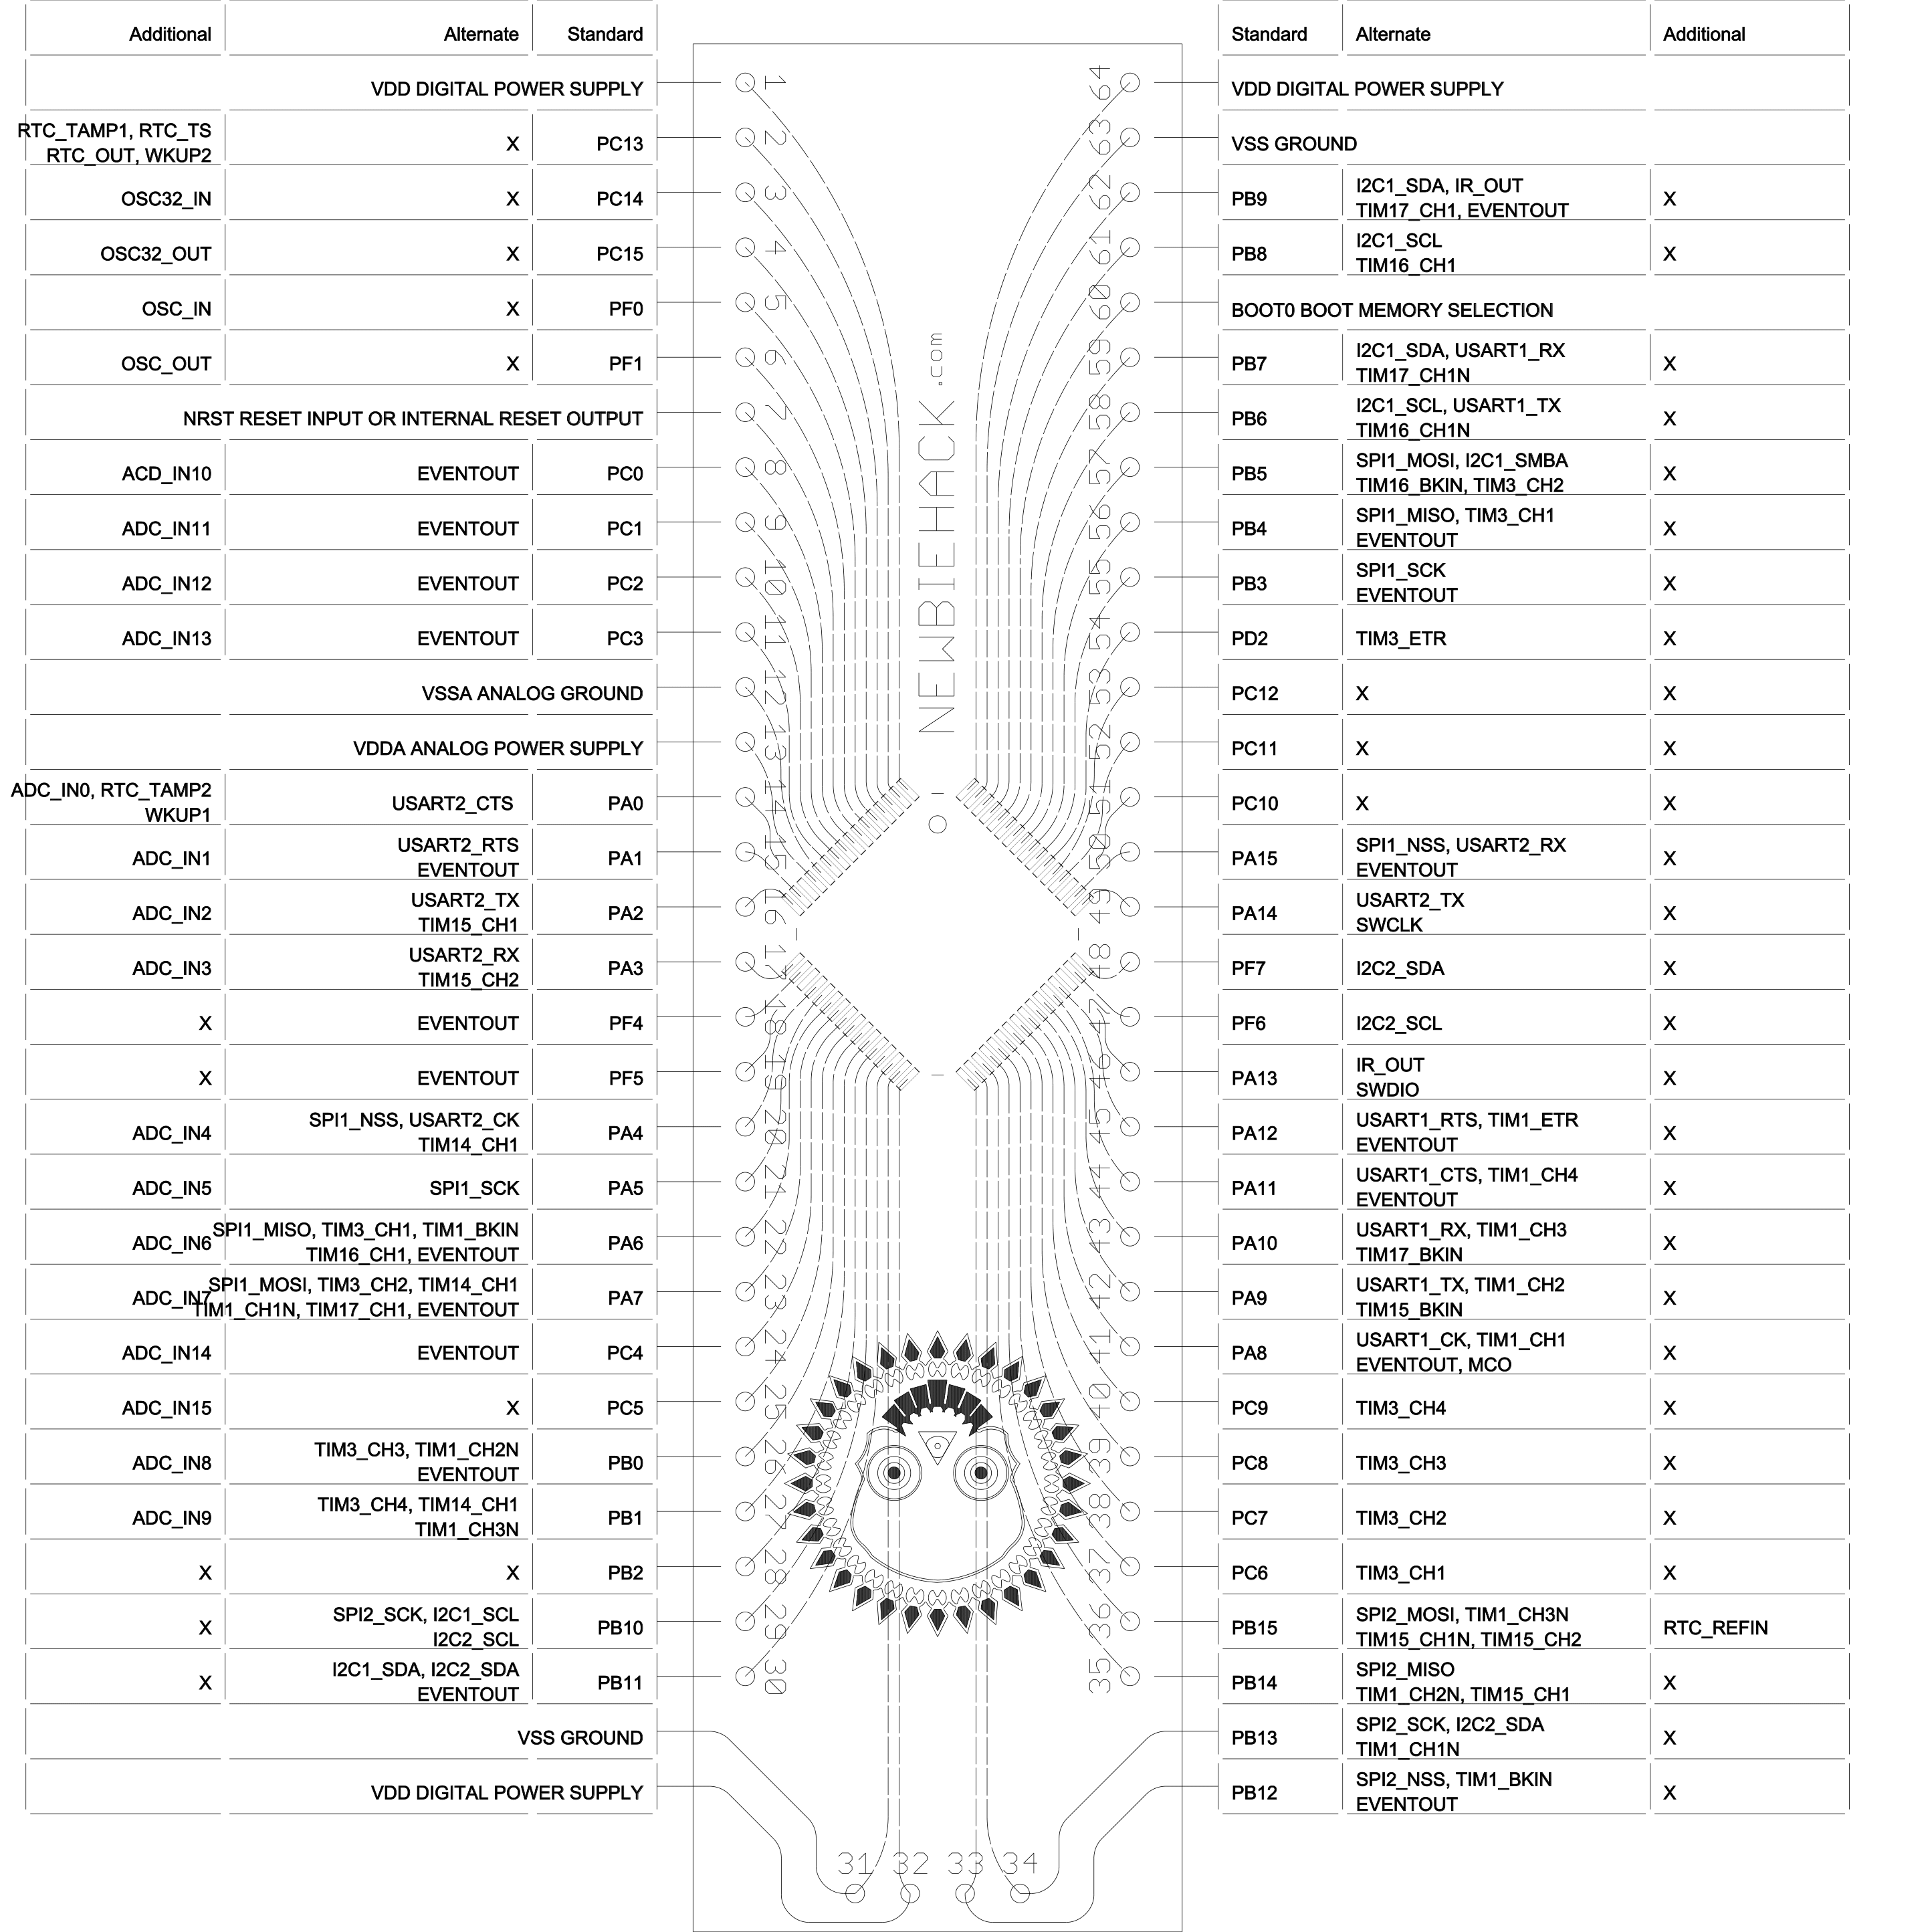 Additional Alternate Standard
VDD DIGITAL POWER SUPPLY 1
RTC_TAMP1, RTC_TS
RTC_OUT, WKUP2 X PC13 2
OSC32_IN X PC14 3
OSC32_OUT X PC15 4
OSC_IN X PF0 5
OSC_OUT X PF1 6
NRST RESET INPUT OR INTERNAL RESET OUTPUT 7
ACD_IN10 EVENTOUT PC0 8
ADC_IN11 EVENTOUT PC1 9
ADC_IN12 EVENTOUT PC2 10
ADC_IN13 EVENTOUT PC3 11
VSSA ANALOG GROUND 12
VDDA ANALOG POWER SUPPLY 13
ADC_IN0, RTC_TAMP2
WKUP1 USART2_CTS PA0 14
USART2_RTS
ADC_IN1 EVENTOUT PA1 15
USART2_TX
ADC_IN2 TIM15_CH1 PA2 16
USART2_RX
ADC_IN3 TIM15_CH2 PA3 17
X EVENTOUT PF4 18
X EVENTOUT PF5 19
SPI1_NSS, USART2_CK
ADC_IN4 TIM14_CH1 PA4 20
ADC_IN5 SPI1_SCK PA5 21
SPI1_MISO, TIM3_CH1, TIM1_BKIN
ADC_IN6 TIM16_CH1, EVENTOUT PA6 22
SPI1_MOSI, TIM3_CH2, TIM14_CH1
ADC_IN7 TIM1_CH1N, TIM17_CH1, EVENTOUT PA7 23
ADC_IN14 EVENTOUT PC4 24
ADC_IN15 X PC5 25
TIM3_CH3, TIM1_CH2N
ADC_IN8 EVENTOUT PB0 26
TIM3_CH4, TIM14_CH1
ADC_IN9 TIM1_CH3N PB1 27
X X PB2 28
SPI2_SCK, I2C1_SCL
X I2C2_SCL PB10 29
I2C1_SDA, I2C2_SDA
X EVENTOUT PB11 30
VSS GROUND
VDD DIGITAL POWER SUPPLY
31 32 33 34
NEWBIEHACK.com
Standard Alternate Additional
64 VDD DIGITAL POWER SUPPLY
63 VSS GROUND
I2C1_SDA, IR_OUT
62 PB9 TIM17_CH1, EVENTOUT X
I2C1_SCL
61 PB8 TIM16_CH1 X
60 BOOT0 BOOT MEMORY SELECTION
I2C1_SDA, USART1_RX
59 PB7 TIM17_CH1N X
I2C1_SCL, USART1_TX
58 PB6 TIM16_CH1N X
SPI1_MOSI, I2C1_SMBA
57 PB5 TIM16_BKIN, TIM3_CH2 X
SPI1_MISO, TIM3_CH1
56 PB4 EVENTOUT X
SPI1_SCK
55 PB3 EVENTOUT X
54 PD2 TIM3_ETR X
53 PC12 X X
52 PC11 X X
51 PC10 X X
SPI1_NSS, USART2_RX
50 PA15 EVENTOUT X
USART2_TX
49 PA14 SWCLK X
48 PF7 I2C2_SDA X
47 PF6 I2C2_SCL X
IR_OUT
46 PA13 SWDIO X
USART1_RTS, TIM1_ETR
45 PA12 EVENTOUT X
USART1_CTS, TIM1_CH4
44 PA11 EVENTOUT X
USART1_RX, TIM1_CH3
43 PA10 TIM17_BKIN X
USART1_TX, TIM1_CH2
42 PA9 TIM15_BKIN X
USART1_CK, TIM1_CH1
41 PA8 EVENTOUT, MCO X
40 PC9 TIM3_CH4 X
39 PC8 TIM3_CH3 X
38 PC7 TIM3_CH2 X
37 PC6 TIM3_CH1 X
SPI2_MOSI, TIM1_CH3N
36 PB15 TIM15_CH1N, TIM15_CH2 RTC_REFIN
SPI2_MISO
35 PB14 TIM1_CH2N, TIM15_CH1 X
SPI2_SCK, I2C2_SDA
PB13 TIM1_CH1N X
SPI2_NSS, TIM1_BKIN
PB12 EVENTOUT X